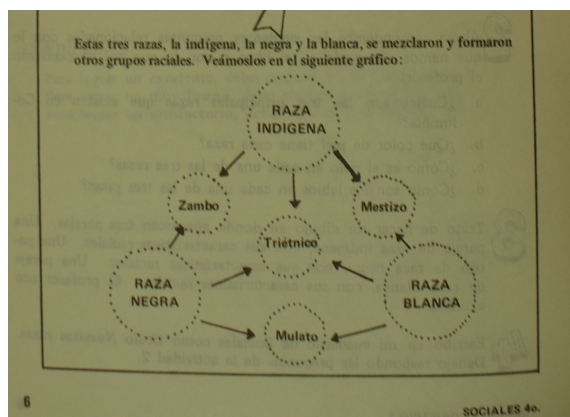 Estas tres razas, la indígena, la negra y la blanca, se mezclaron y formaron
otros grupos raciales. Veámoslos en el siguiente gráfico:
RAZA
INDIGENA
Zambo
Mestizo
Triétnico
RAZA
NEGRA
RAZA
BLANCA
Mulato
6
SOCIALES 4o.